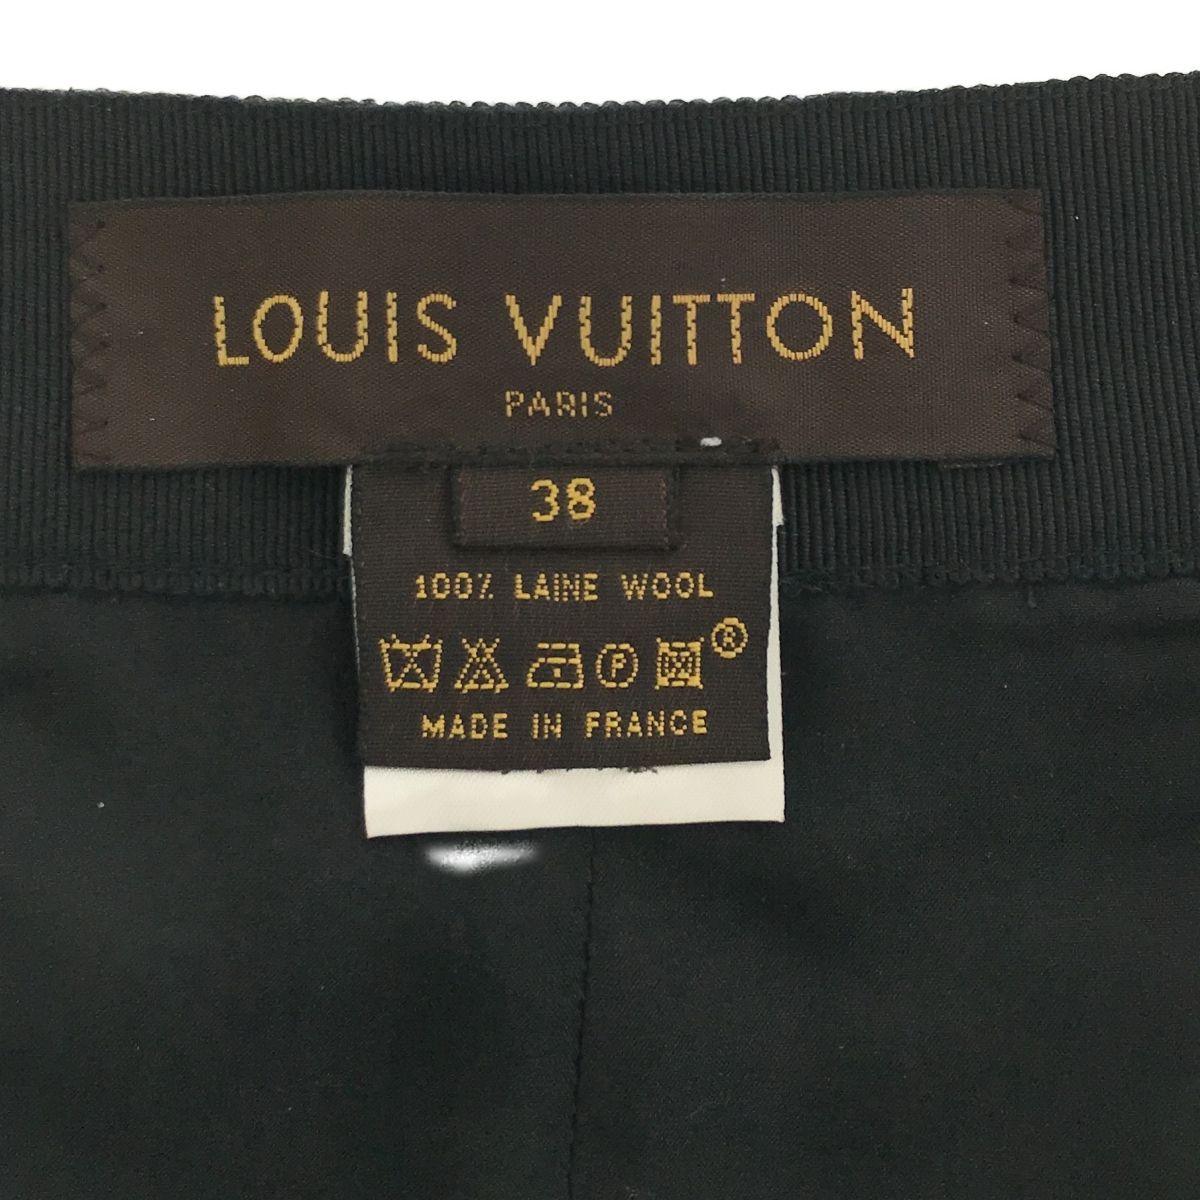 LOUIS VUITTON
PARIS
38
100% LAINE WOOL
P ®
MADE IN FRANCE